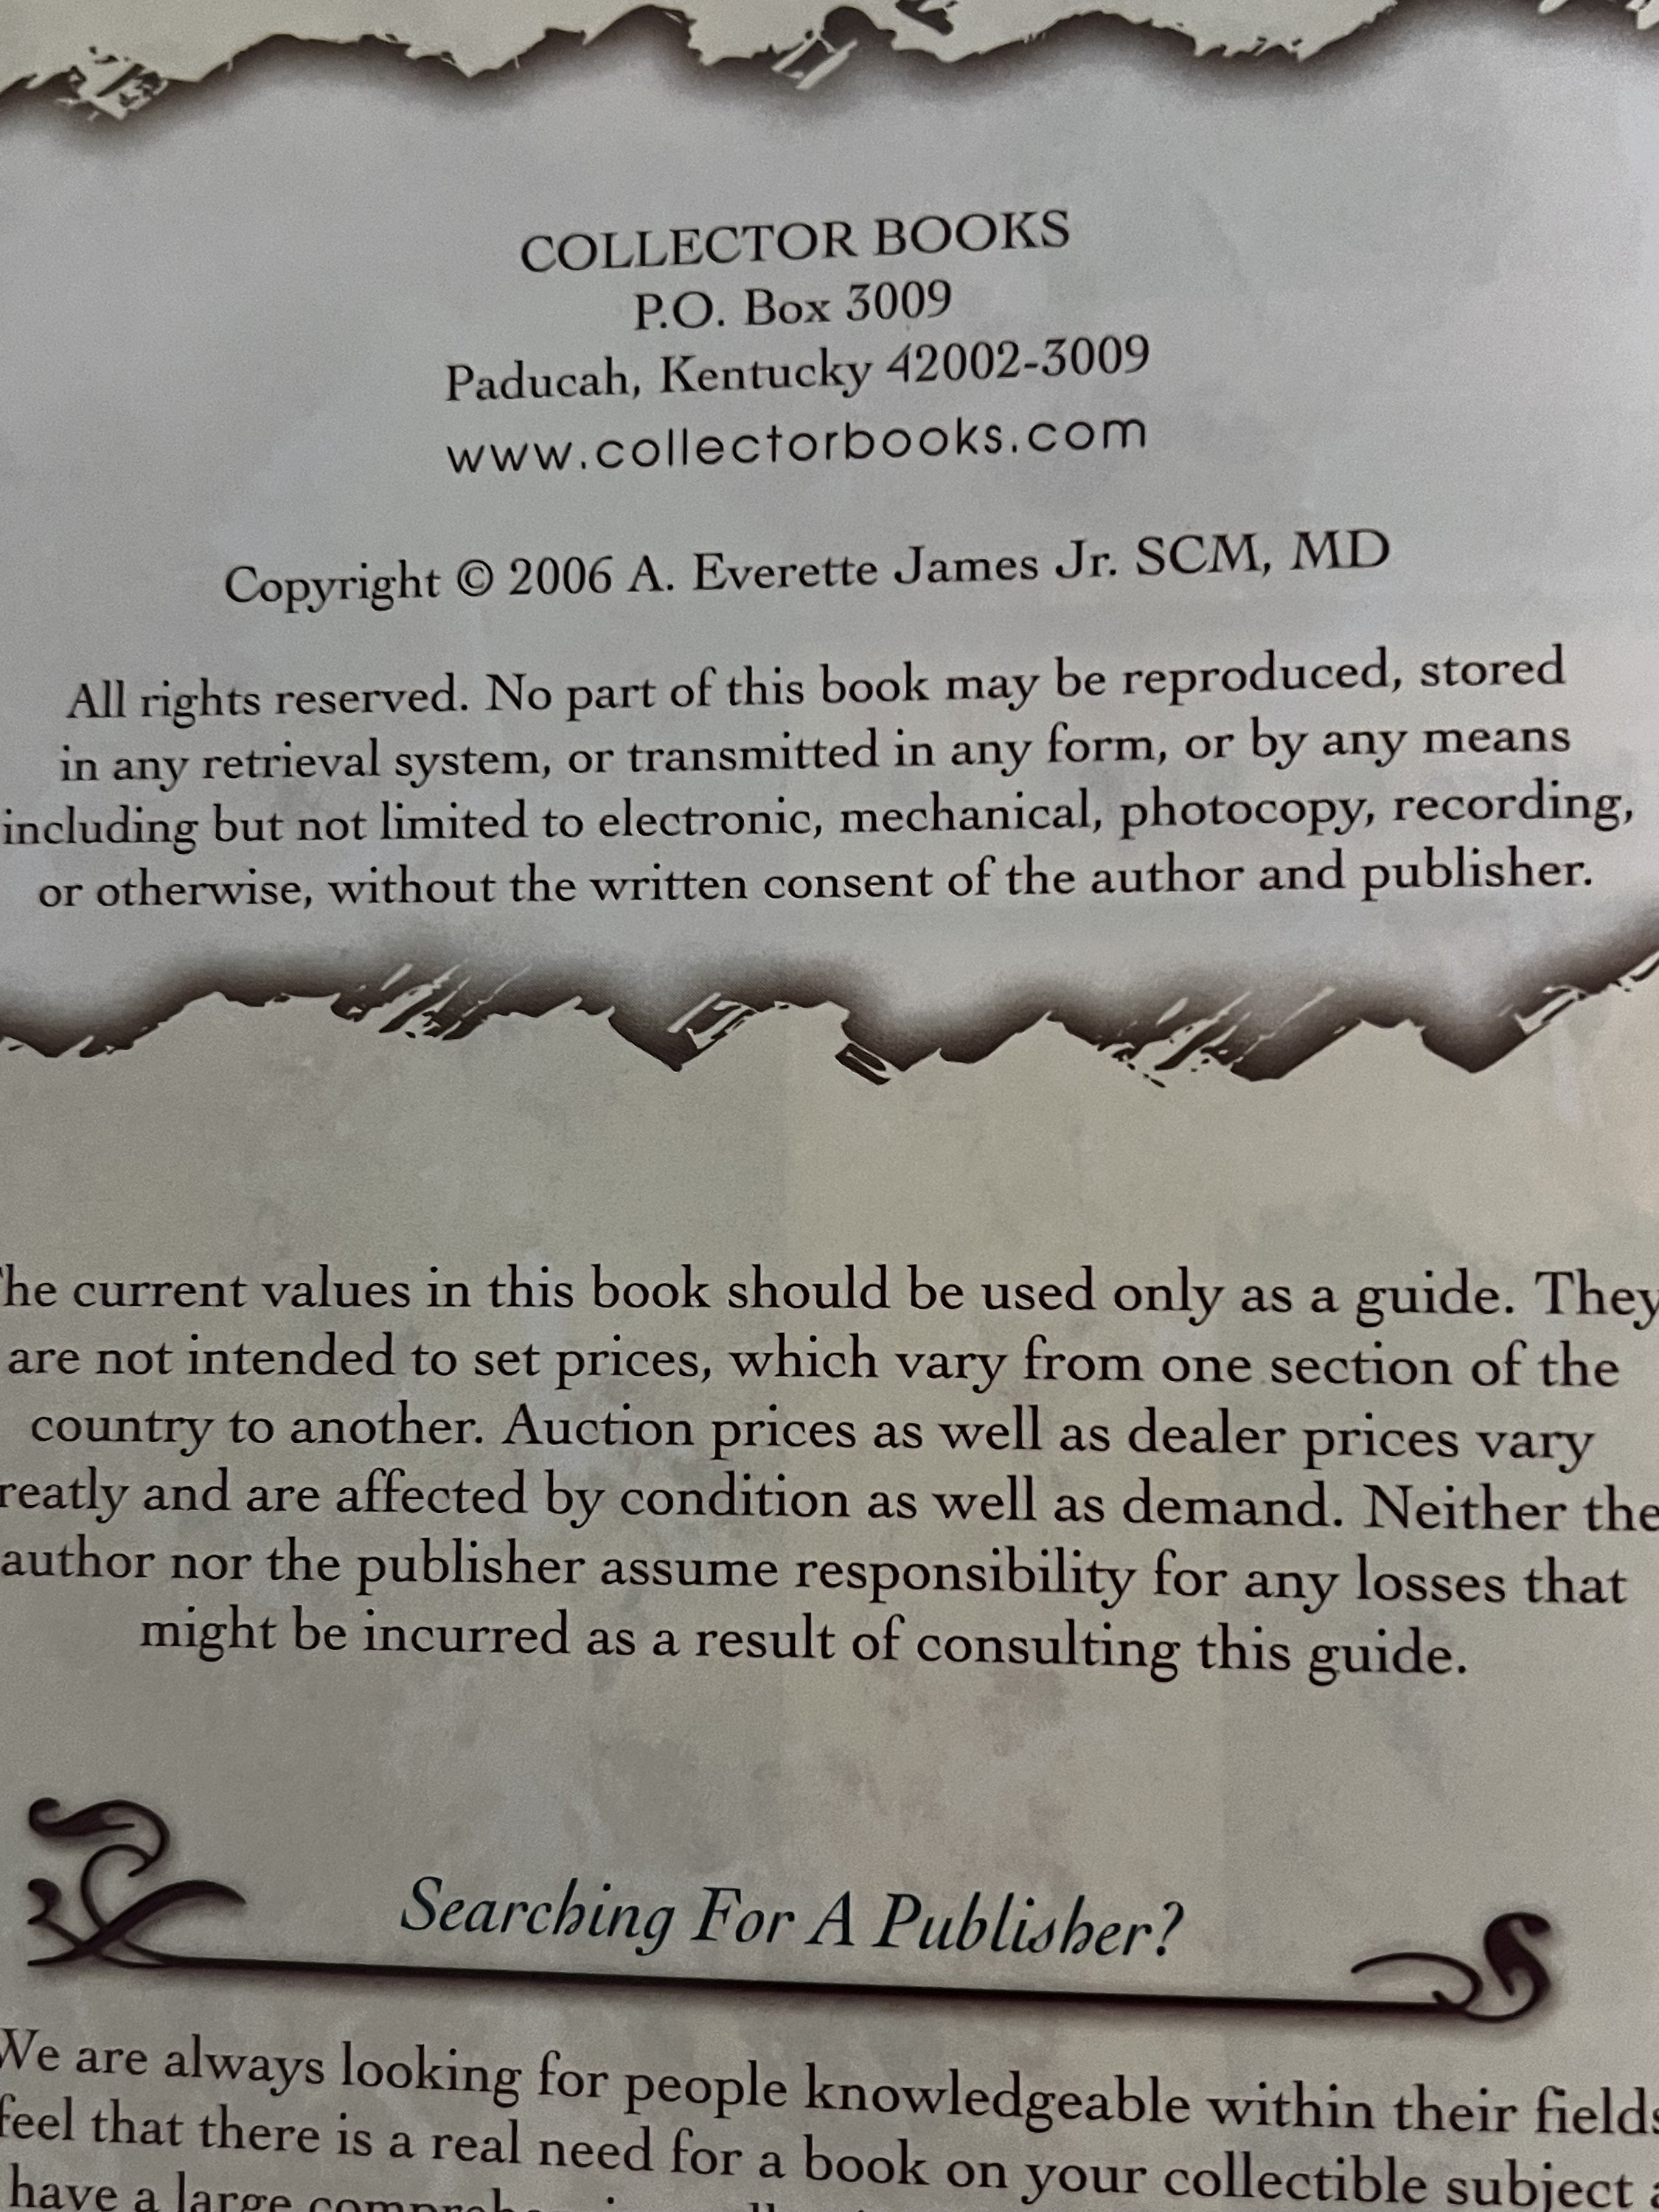 COLLECTOR BOOKS
P.O. Box 3009
Paducah, Kentucky 42002-3009
www.collectorbooks.com
Copyright © 2006 A. Everette James Jr. SCM, MD
All rights reserved. No part of this book may be reproduced, stored
in any retrieval system, or transmitted in any form, or by any means
including but not limited to electronic, mechanical, photocopy, recording,
or otherwise, without the written consent of the author and publisher.
he current values in this book should be used only as a guide. They
are not intended to set prices, which vary from one section of the
country to another. Auction prices as well as dealer prices vary
reatly and are affected by condition as well as demand. Neither the
author nor the publisher assume responsibility for any losses that
might be incurred as a result of consulting this guide.
Searching For A Publisher?
We are always looking for people knowledgeable within their fields
feel that there is a real need for a book on your collectible subject
have a large